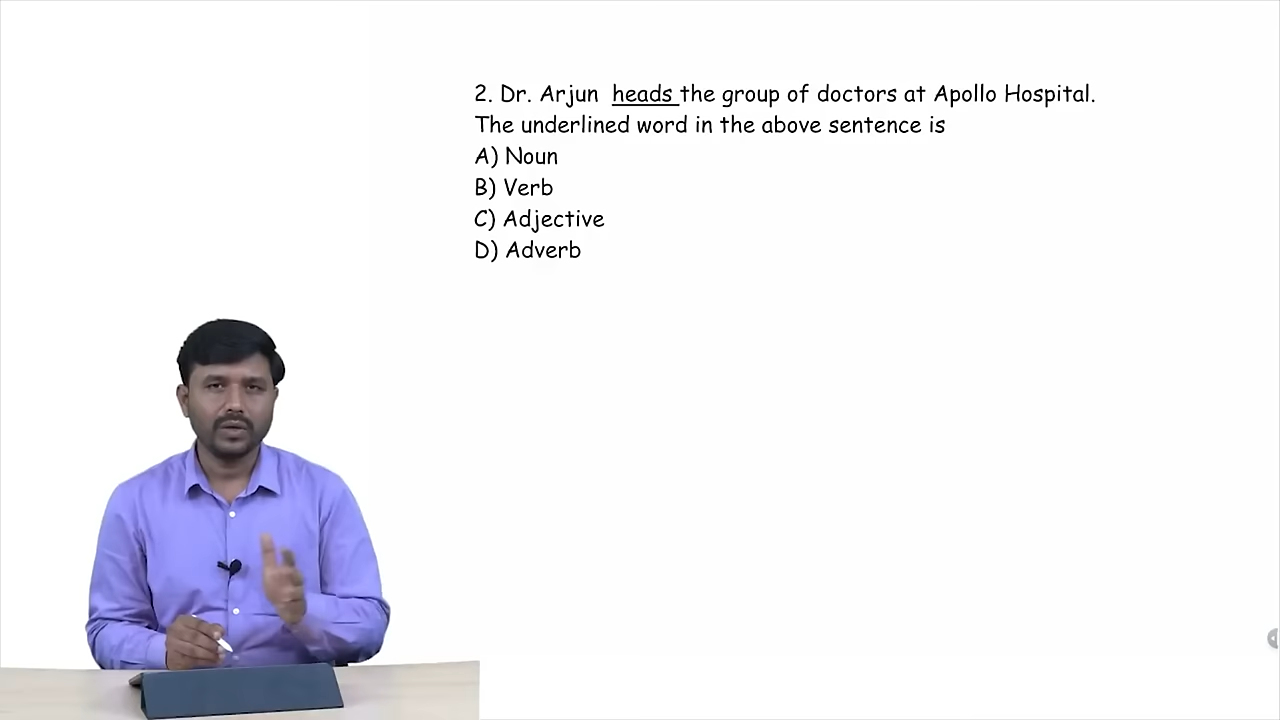 2. Dr. Arjun heads the group of doctors at Apollo Hospital.
The underlined word in the above sentence is
A) Noun
B) Verb
C) Adjective
D) Adverb